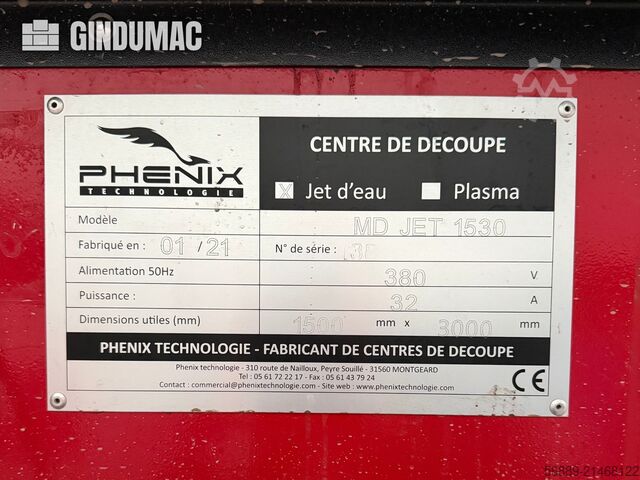 GINDUMAC
PHENIX
TECHNOLOGIE
CENTRE DE DECOUPE
X Jet d'eau Plasma
Modèle MD JET 1530
Fabriqué en : 01 / 21 N° de série :
Alimentation 50Hz 380 V
Puissance : 32 A
Dimensions utiles (mm) 1500 mm x 3000 mm
PHENIX TECHNOLOGIE - FABRICANT DE CENTRES DE DECOUPE
Phenix technologie - 310 route de Nailloux, Peyre Souillé - 31560 MONTGEARD
Tel : 05 61 72 22 17 - Fax : 05 61 43 79 24
Contact : commercial@phenixtechnologie.com - Site web : www.phenixtechnologie.com
CE
59889-21468122